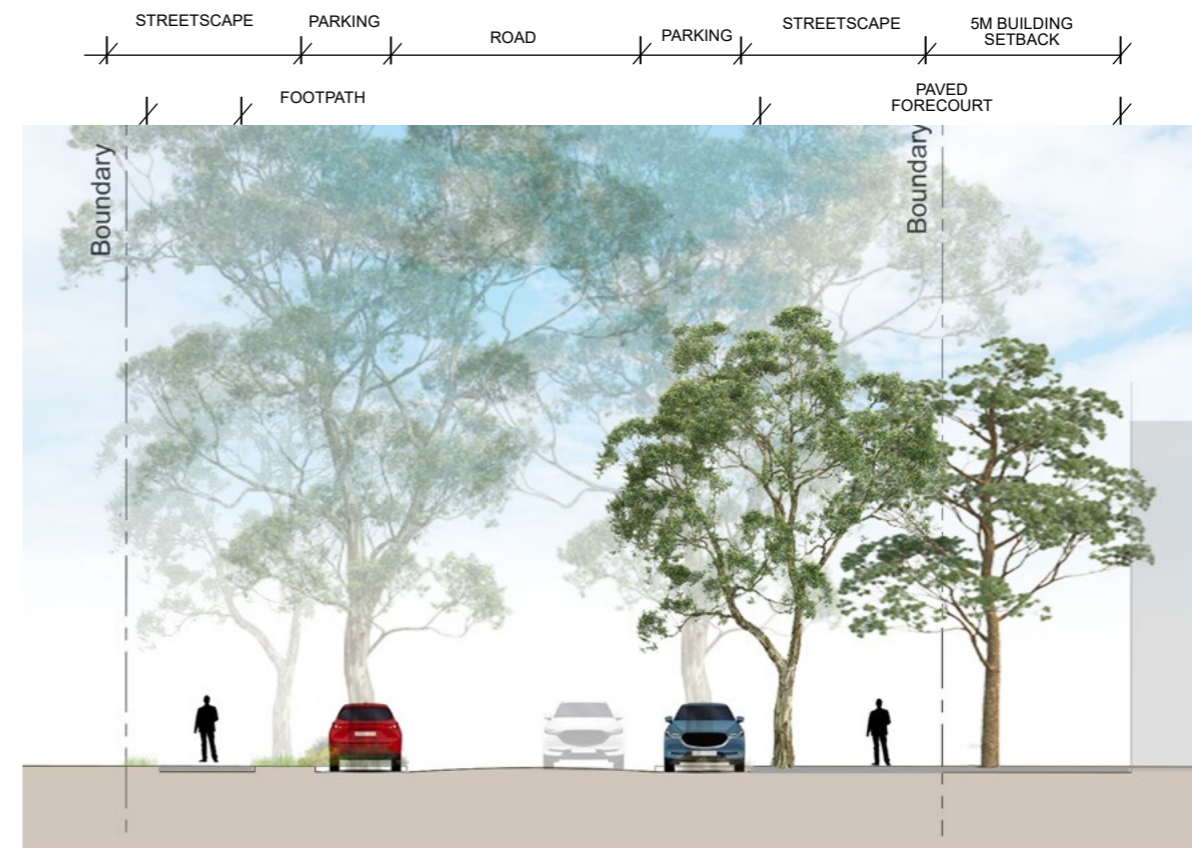 STREETSCAPE
PARKING
ROAD
PARKING
STREETSCAPE
5M BUILDING
SETBACK
FOOTPATH
PAVED
FORECOURT
Boundary
Boundary